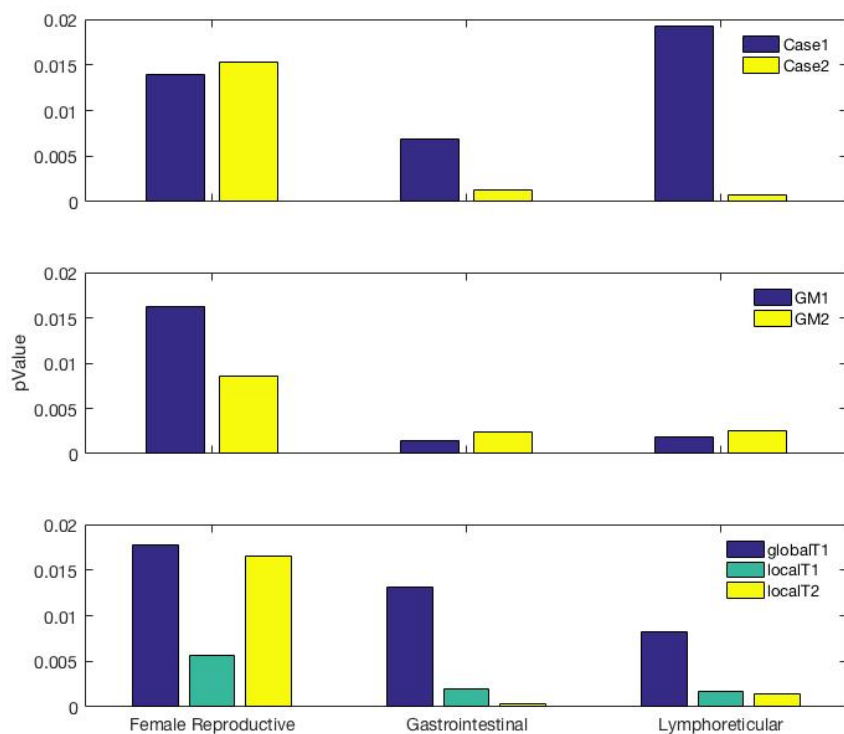 0.02
0.015
0.01
0.005
0
Case1
Case2
pValue
0.02
0.015
0.01
0.005
0
GM1
GM2
0.02
0.015
0.01
0.005
0
globalT1
localT1
localT2
Female Reproductive Gastrointestinal Lymphoreticular